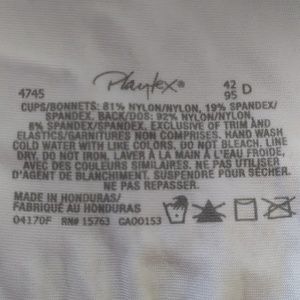 Playtex®
4745
42 D
95
CUPS/BONNETS: 81% NYLON/NYLON, 19% SPANDEX/
SPANDEX. BACK/DOS: 92% NYLON/NYLON,
8% SPANDEX/SPANDEX. EXCLUSIVE OF TRIM AND
ELASTICS/GARNITURES NON COMPRISES. HAND WASH
COLD WATER WITH LIKE COLORS. DO NOT BLEACH. LINE
DRY. DO NOT IRON. LAVER À LA MAIN À L'EAU FROIDE,
AVEC DES COULEURS SIMILAIRES. NE PAS UTILISER
D'AGENT DE BLANCHIMENT. SUSPENDRE POUR SÉCHER.
NE PAS REPASSER.
MADE IN HONDURAS/
FABRIQUÉ AU HONDURAS
04170F RN# 15763 GA00153